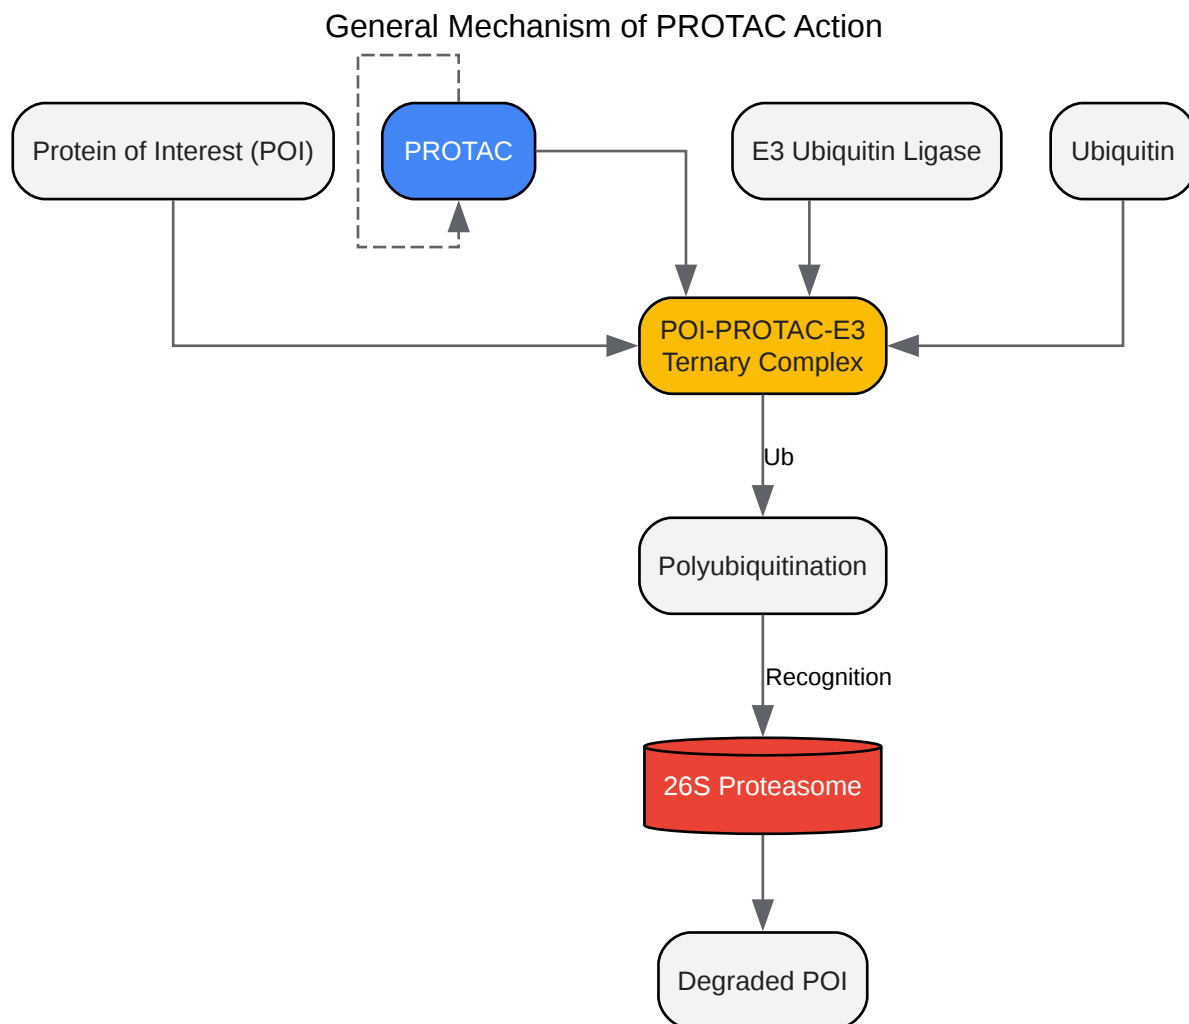 General Mechanism of PROTAC Action
Protein of Interest (POI)
PROTAC
E3 Ubiquitin Ligase
Ubiquitin
POI-PROTAC-E3
Ternary Complex
Ub
Polyubiquitination
Recognition
26S Proteasome
Degraded POI